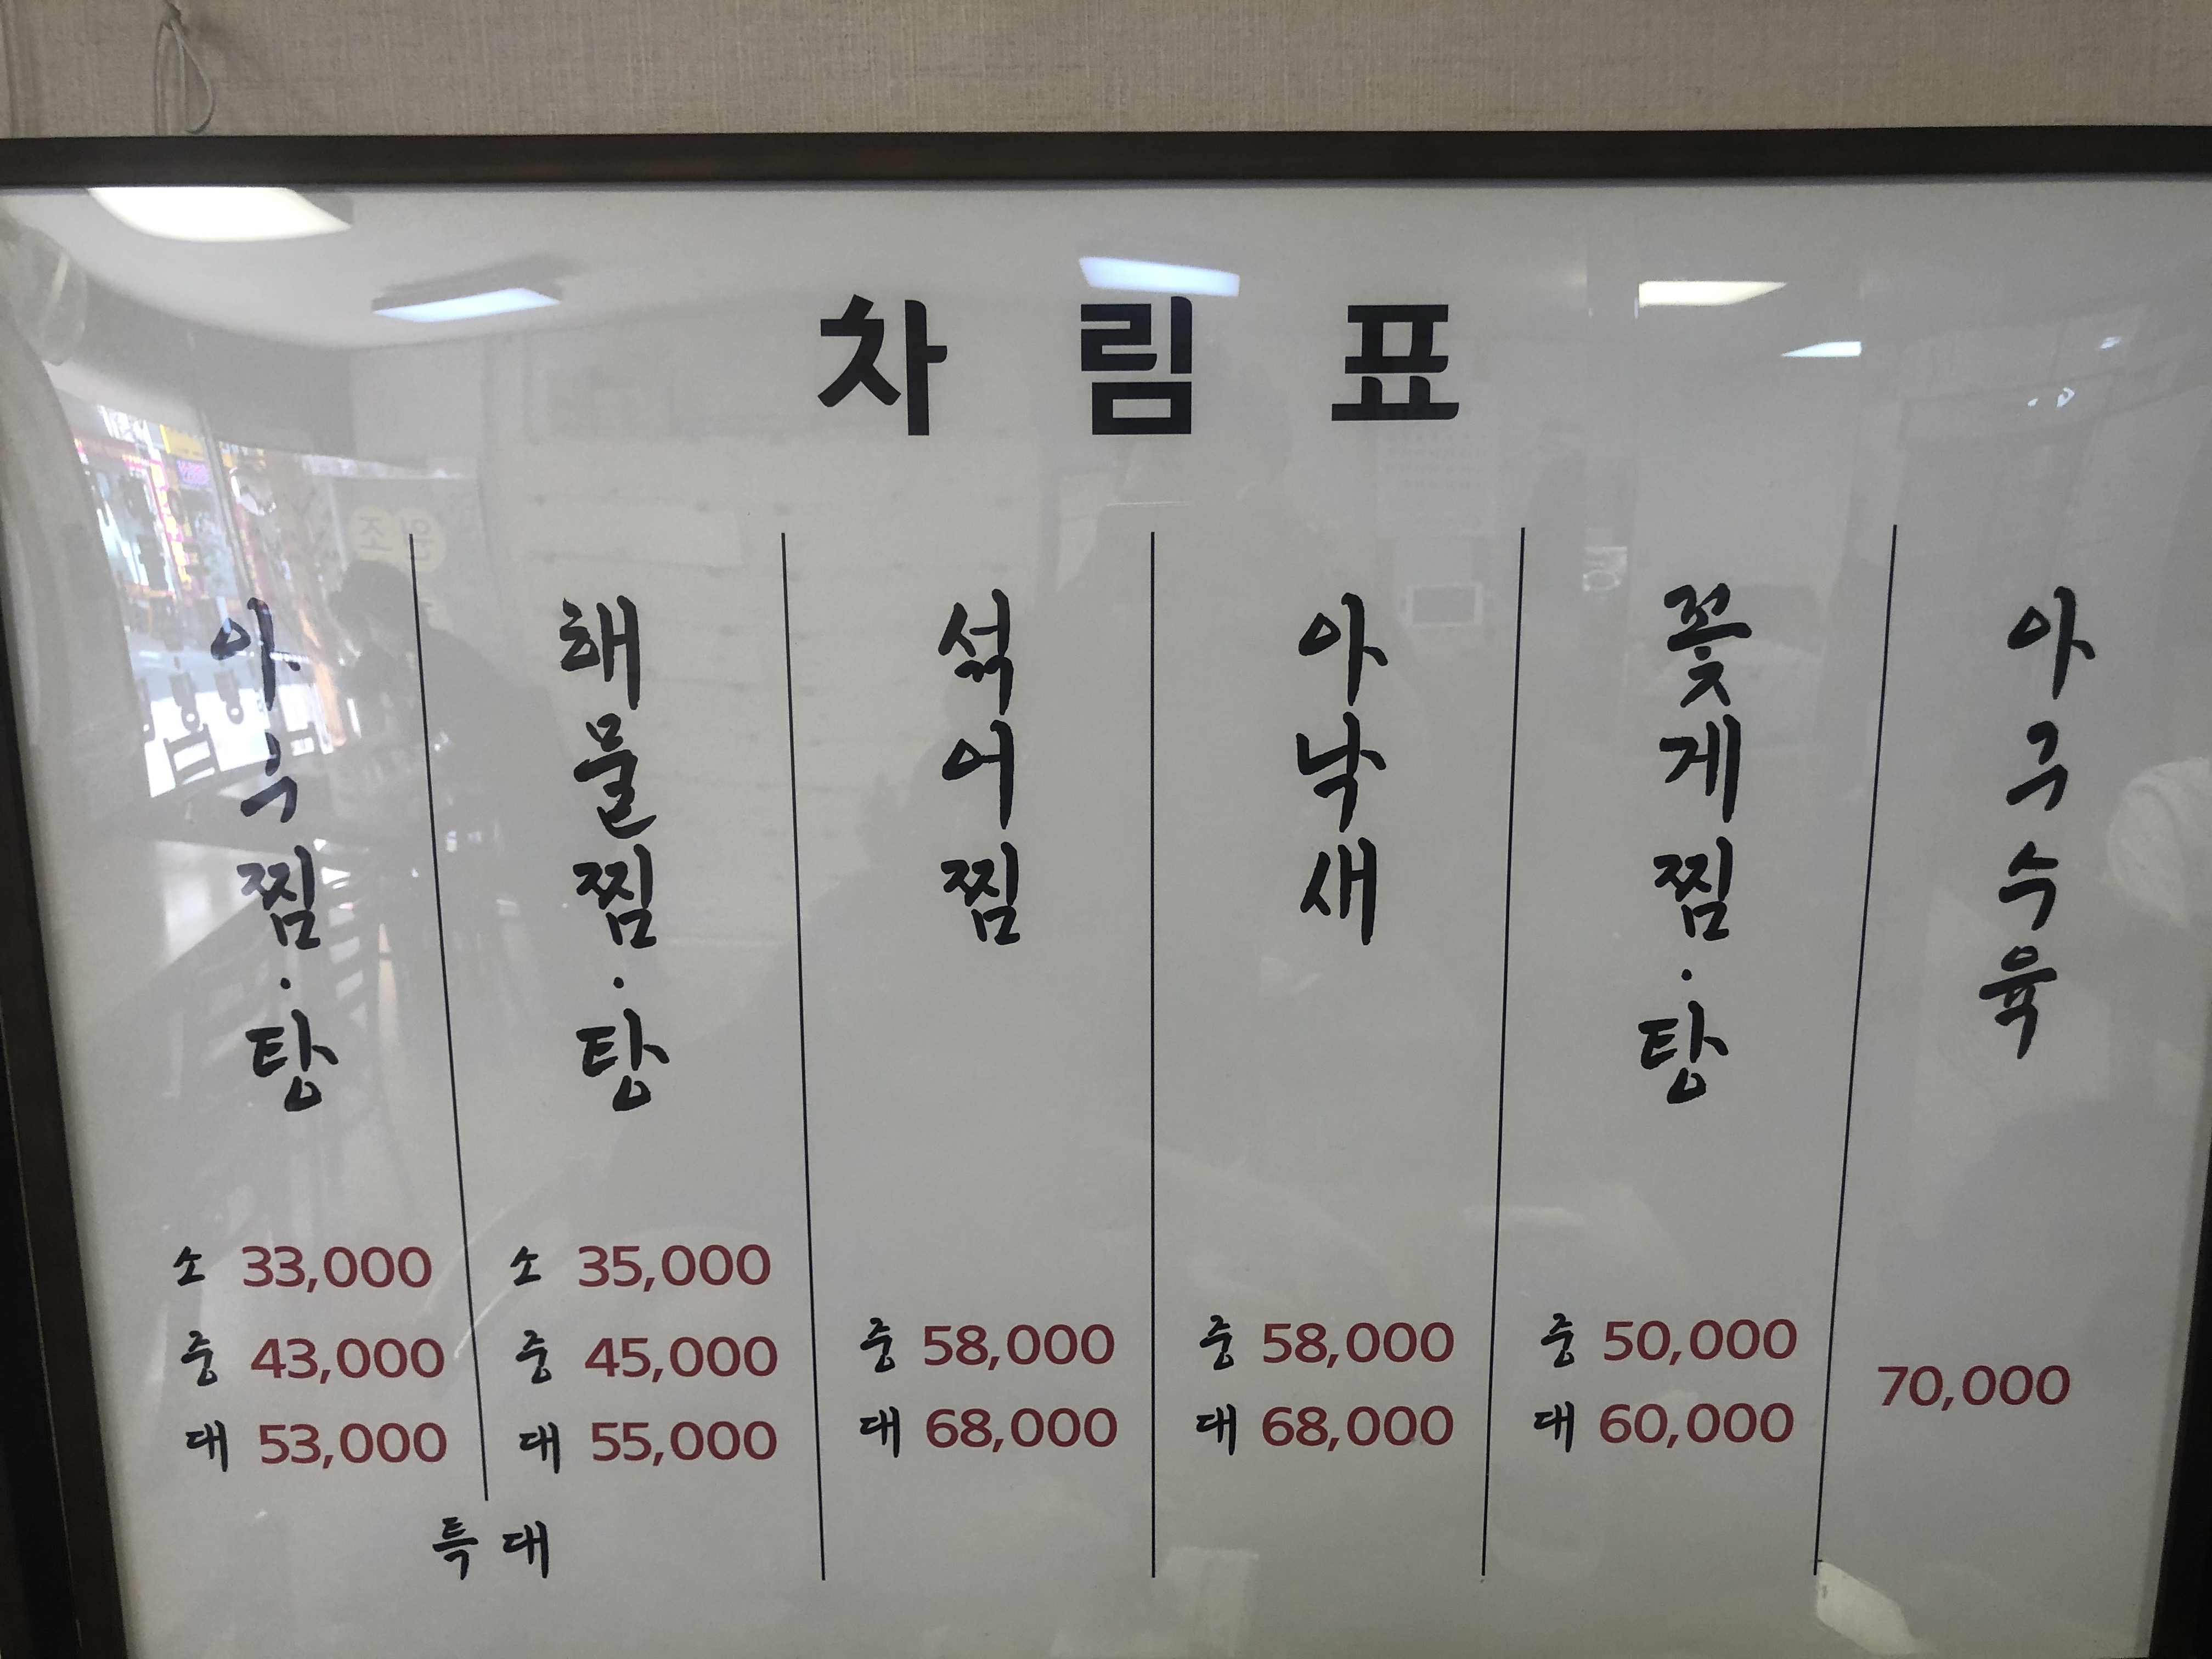 차림표
아구찜·탕
소 33,000
중 43,000
대 53,000
해물찜·탕
소 35,000
중 45,000
대 55,000
특대
섞어찜
중 58,000
대 68,000
아낙새
중 58,000
대 68,000
꽃게찜·탕
중 50,000
대 60,000
아구수육
70,000